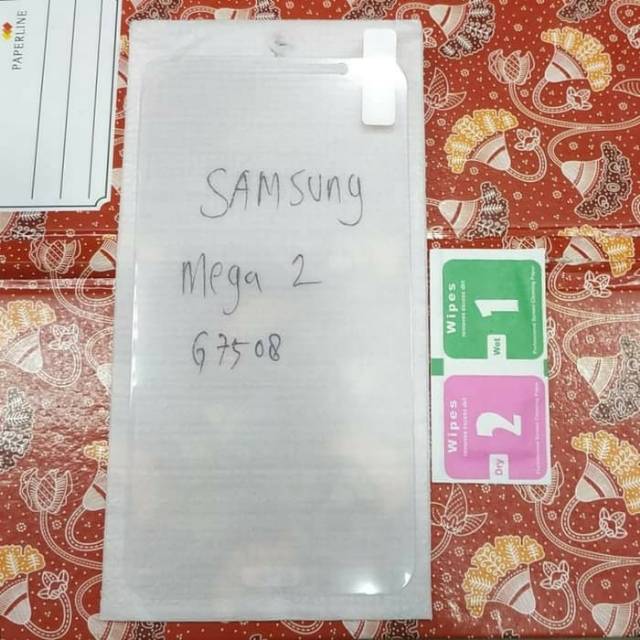 PAPERLINE
SAMSung
Mega 2
G7508
Wipes
Wet
1
Wipes
Dry
2